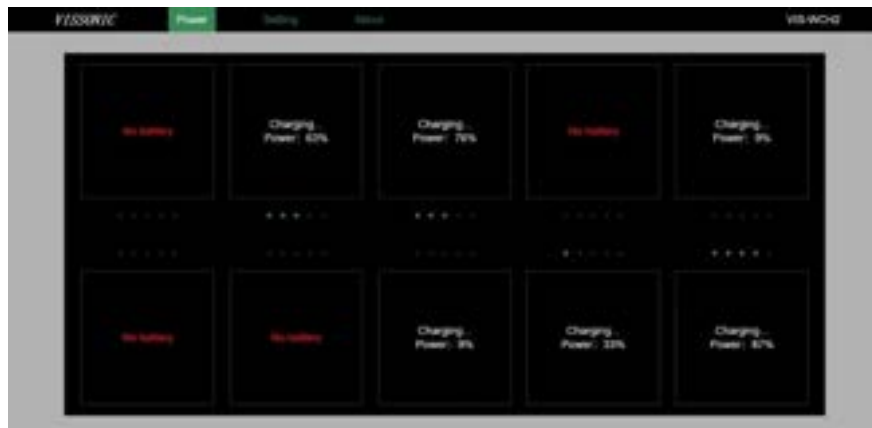 VISSONIC Power Setting About VIS-WCH2
No battery
Charging...
Power: 63%
Charging...
Power: 76%
No battery
Charging...
Power: 9%
No battery
No battery
Charging...
Power: 9%
Charging...
Power: 33%
Charging...
Power: 87%